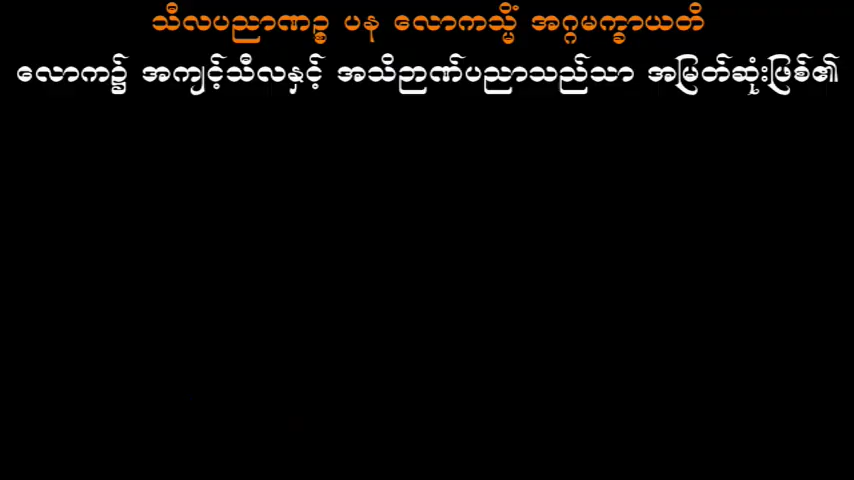 သီလပညာဏဉ္စ ပန လောကသ္မိံ အဂ္ဂမက္ခာယတိ
လောက၌ အကျင့်သီလနှင့် အသိဉာဏ်ပညာသည်သာ အမြတ်ဆုံးဖြစ်၏